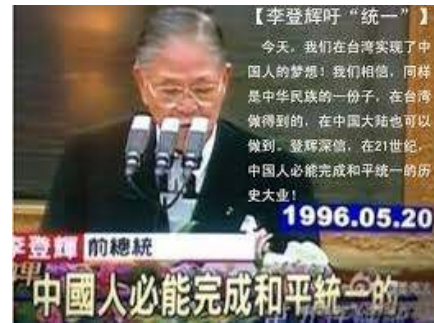 【李登辉吁“统一”】
今天，我们在台湾实现了中
国人的梦想！我们相信，同样
是中华民族的一份子，在台湾
做得到的，在中国大陆也可以
做到。登辉深信，在21世纪，
中国人必能完成和平统一的历
史大业！
1996.05.20
李登輝 前總統
中國人必能完成和平統一的